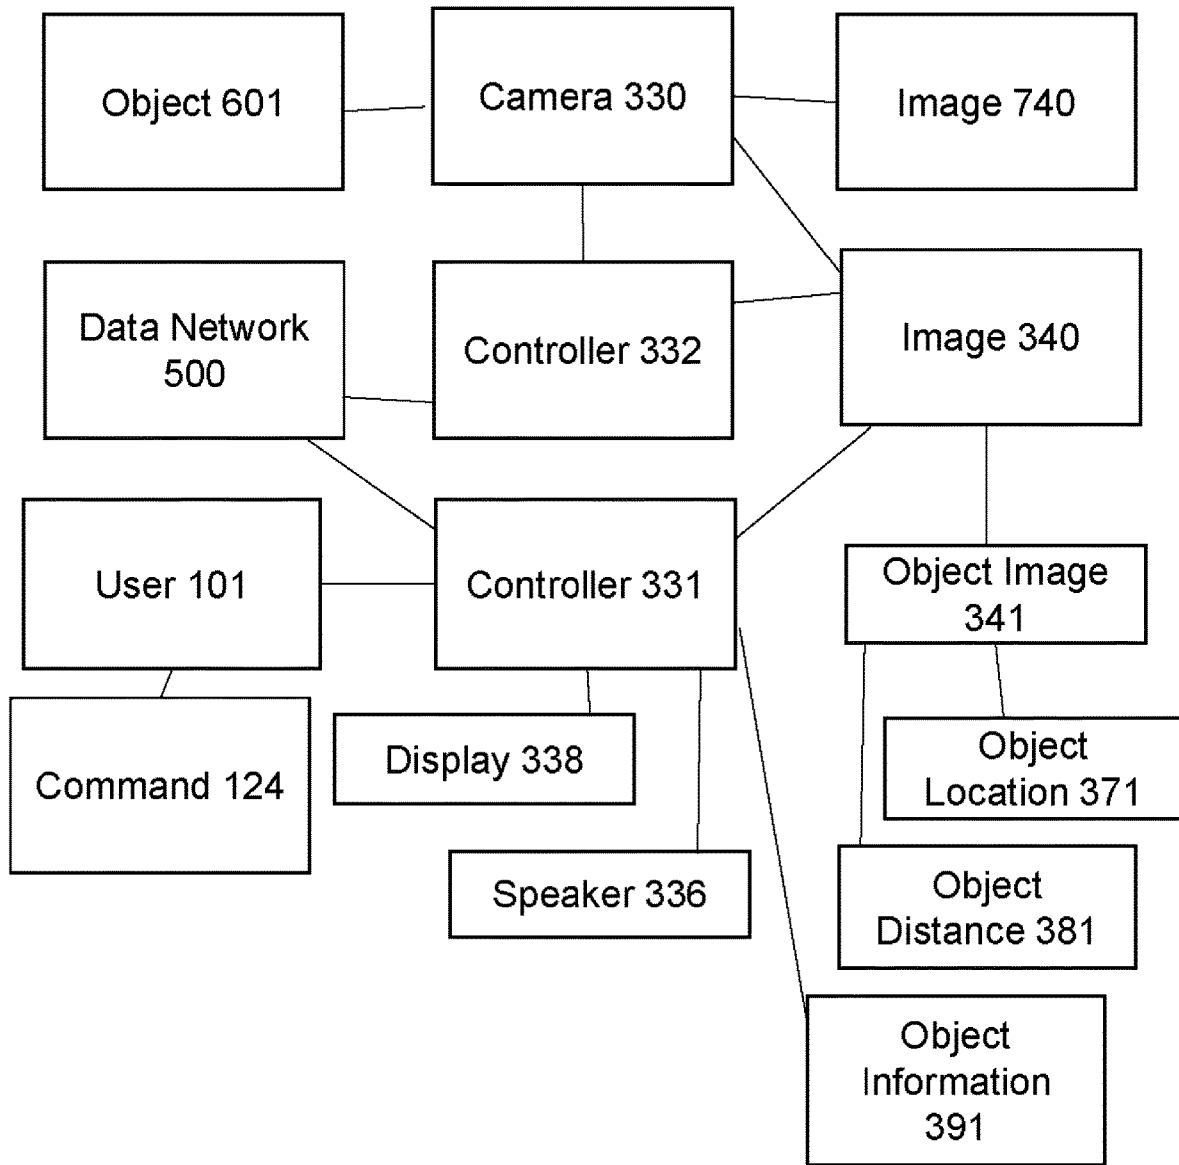 Object 601
Camera 330
Image 740
Data Network
500
Controller 332
Image 340
User 101
Controller 331
Object Image
341
Command 124
Display 338
Object
Location 371
Speaker 336
Object
Distance 381
Object
Information
391